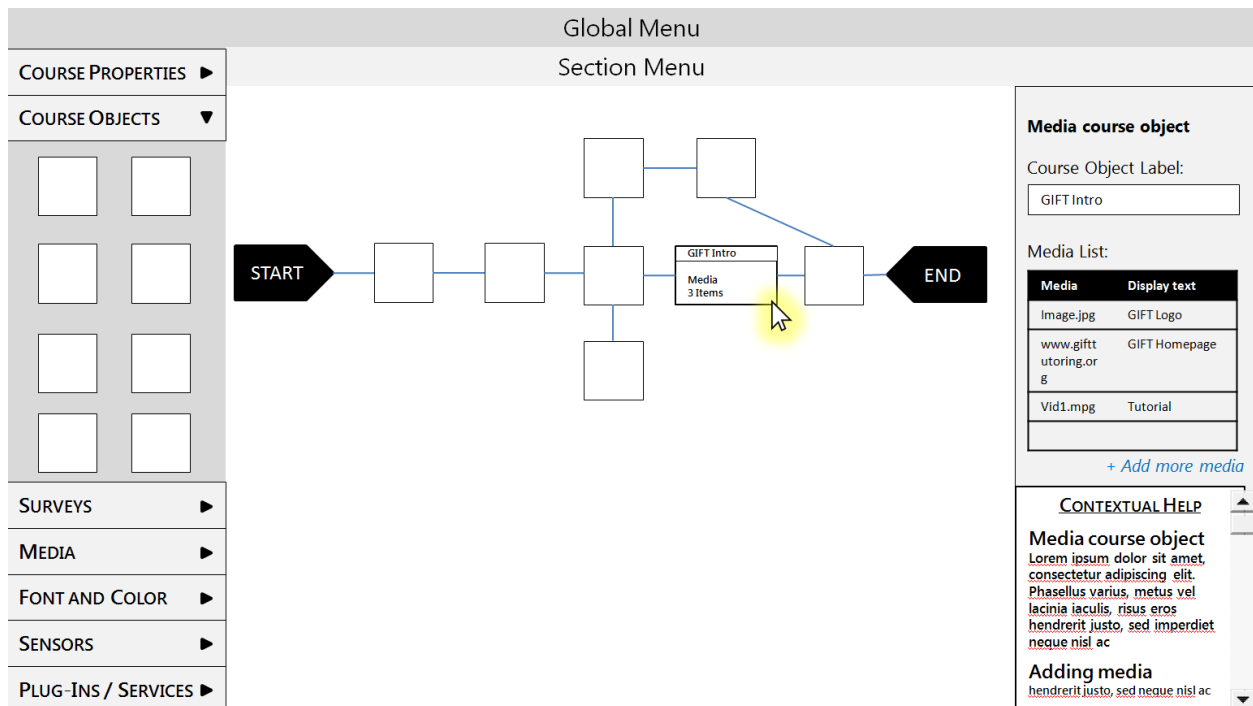 Global Menu
Section Menu
COURSE PROPERTIES
COURSE OBJECTS
SURVEYS
MEDIA
FONT AND COLOR
SENSORS
PLUG-INS / SERVICES
START
GIFT Intro
Media
3 Items
END
Media course object
Course Object Label:
GIFT Intro
Media List:
Media Display text
Image.jpg GIFT Logo
www.giftt GIFT Homepage
utoring.or
g
Vid1.mpg Tutorial
+ Add more media
CONTEXTUAL HELP
Media course object
Lorem ipsum dolor sit amet,
consectetur adipiscing elit.
Phasellus varius, metus vel
lacinia iaculis, risus eros
hendrerit justo, sed imperdiet
neque nisl ac
Adding media
hendrerit justo, sed neque nisl ac